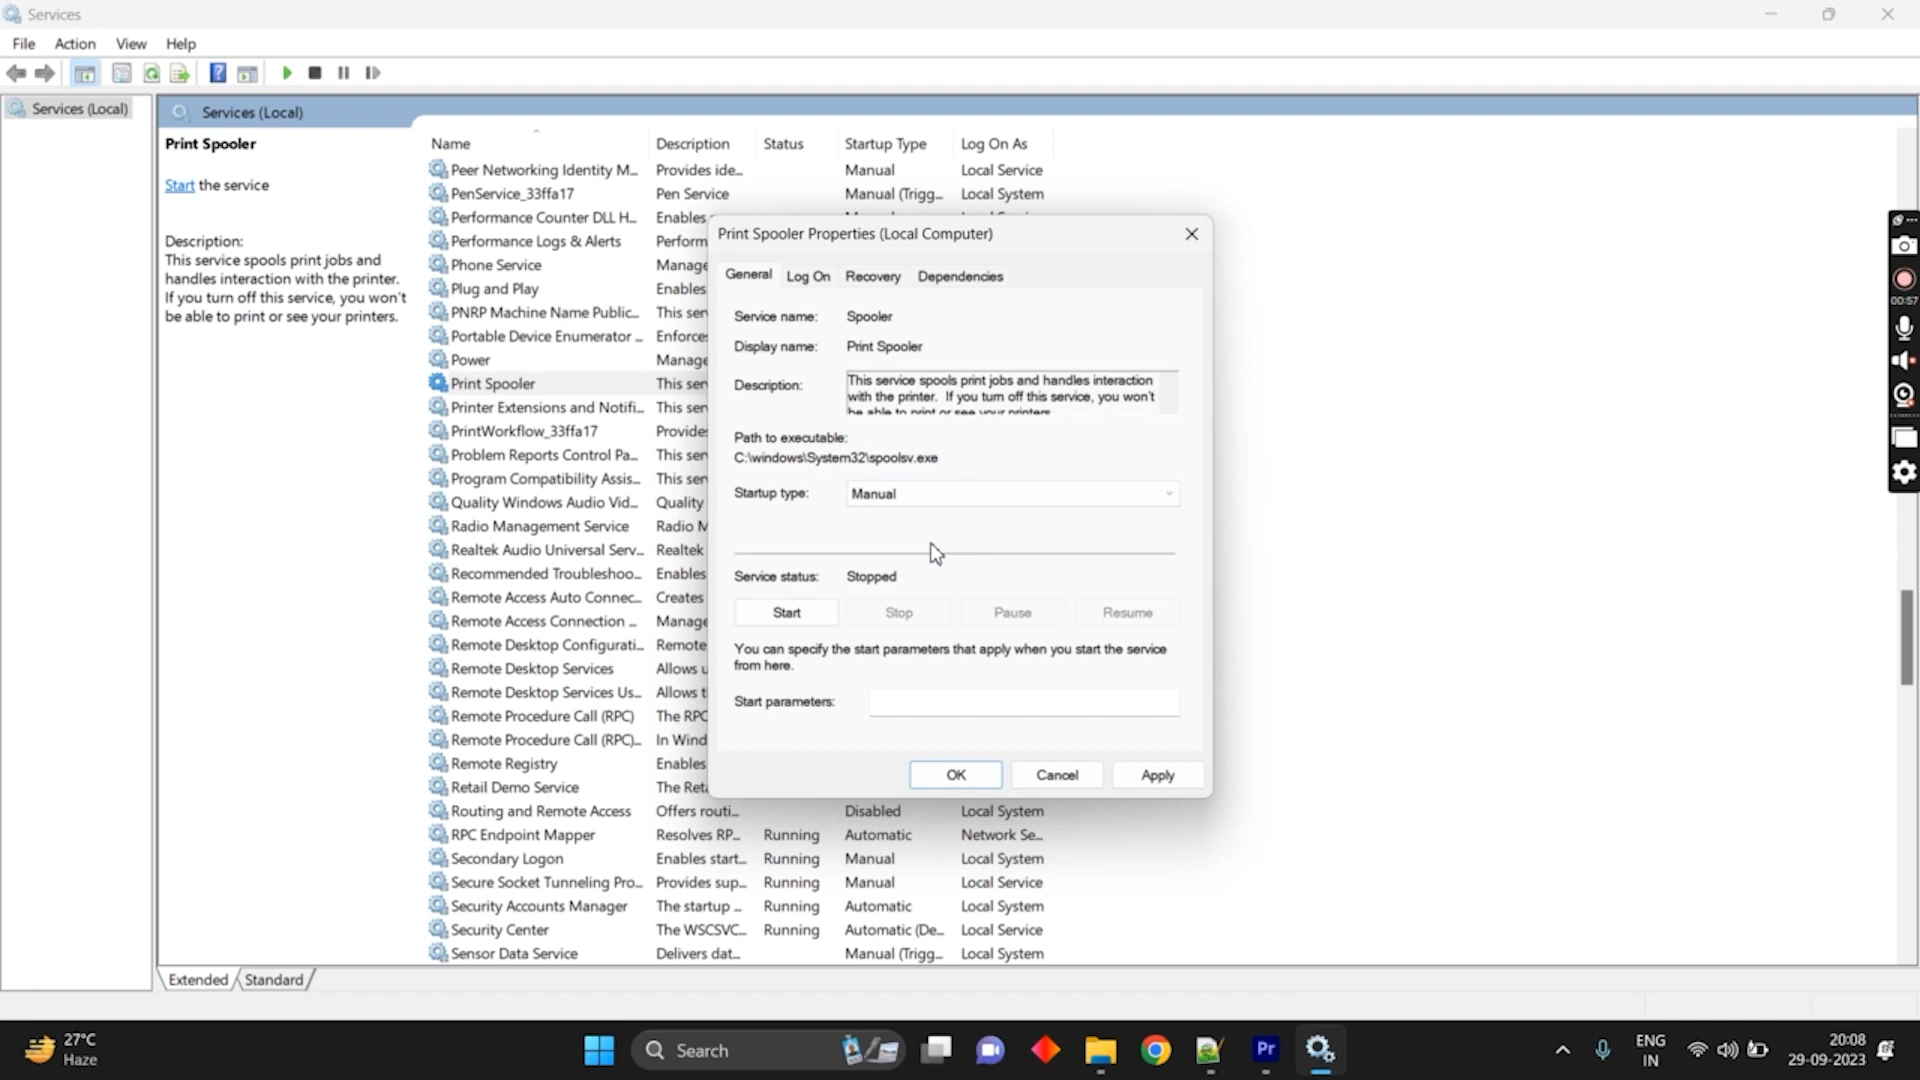 Services
File Action View Help
Services (Local)
Services (Local)
Print Spooler
Start the service
Description:
This service spools print jobs and
handles interaction with the printer.
If you turn off this service, you won't
be able to print or see your printers.
Name Description Status Startup Type Log On As
Peer Networking Identity M... Provides ide... Manual Local Service
PenService_33ffa17 Pen Service Manual (Trigg... Local System
Performance Counter DLL H... Enables
Performance Logs & Alerts Perform
Phone Service Manage
Plug and Play Enables
PNRP Machine Name Public... This ser
Portable Device Enumerator ... Enforces
Power Manage
Print Spooler This ser
Printer Extensions and Notifi... This ser
PrintWorkflow_33ffa17 Provides
Problem Reports Control Pa... This ser
Program Compatibility Assis... This ser
Quality Windows Audio Vid... Quality
Radio Management Service Radio M
Realtek Audio Universal Serv... Realtek
Recommended Troubleshoo... Enables
Remote Access Auto Connec... Creates
Remote Access Connection ... Manage
Remote Desktop Configurati... Remote
Remote Desktop Services Allows u
Remote Desktop Services Us... Allows t
Remote Procedure Call (RPC) The RPC
Remote Procedure Call (RPC)... In Wind
Remote Registry Enables
Retail Demo Service The Reta
Routing and Remote Access Offers routi... Disabled Local System
RPC Endpoint Mapper Resolves RP... Running Automatic Network Se...
Secondary Logon Enables start... Running Manual Local System
Secure Socket Tunneling Pro... Provides sup... Running Manual Local Service
Security Accounts Manager The startup ... Running Automatic Local System
Security Center The WSCSVC... Running Automatic (De... Local Service
Sensor Data Service Delivers dat... Manual (Trigg... Local System
Print Spooler Properties (Local Computer)
General Log On Recovery Dependencies
Service name: Spooler
Display name: Print Spooler
Description: This service spools print jobs and handles interaction
with the printer. If you turn off this service, you won't
be able to print or see your printers
Path to executable:
C:\windows\System32\spoolsv.exe
Startup type: Manual
Service status: Stopped
Start Stop Pause Resume
You can specify the start parameters that apply when you start the service
from here.
Start parameters:
OK Cancel Apply
00:57
Extended Standard
27°C
Haze
Search
Pr
ENG
IN
20:08
29-09-2023